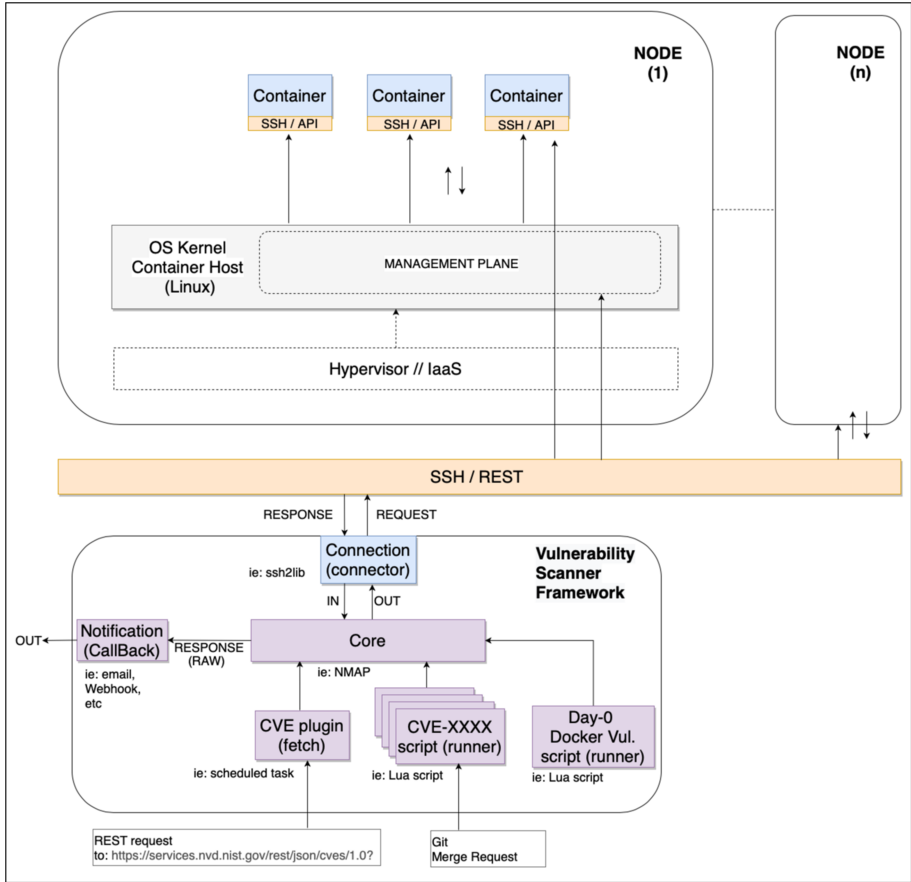 NODE
(1)
NODE
(n)
Container
SSH / API
Container
SSH / API
Container
SSH / API
OS Kernel
Container Host
(Linux)
MANAGEMENT PLANE
Hypervisor // IaaS
SSH / REST
RESPONSE
REQUEST
Connection
(connector)
ie: ssh2lib
Vulnerability
Scanner
Framework
IN
OUT
OUT
Notification
(CallBack)
RESPONSE
(RAW)
Core
ie: email,
Webhook,
etc
ie: NMAP
CVE plugin
(fetch)
ie: scheduled task
CVE-XXXX
script (runner)
ie: Lua script
Day-0
Docker Vul.
script (runner)
ie: Lua script
REST request
to: https://services.nvd.nist.gov/rest/json/cves/1.0?
Git
Merge Request